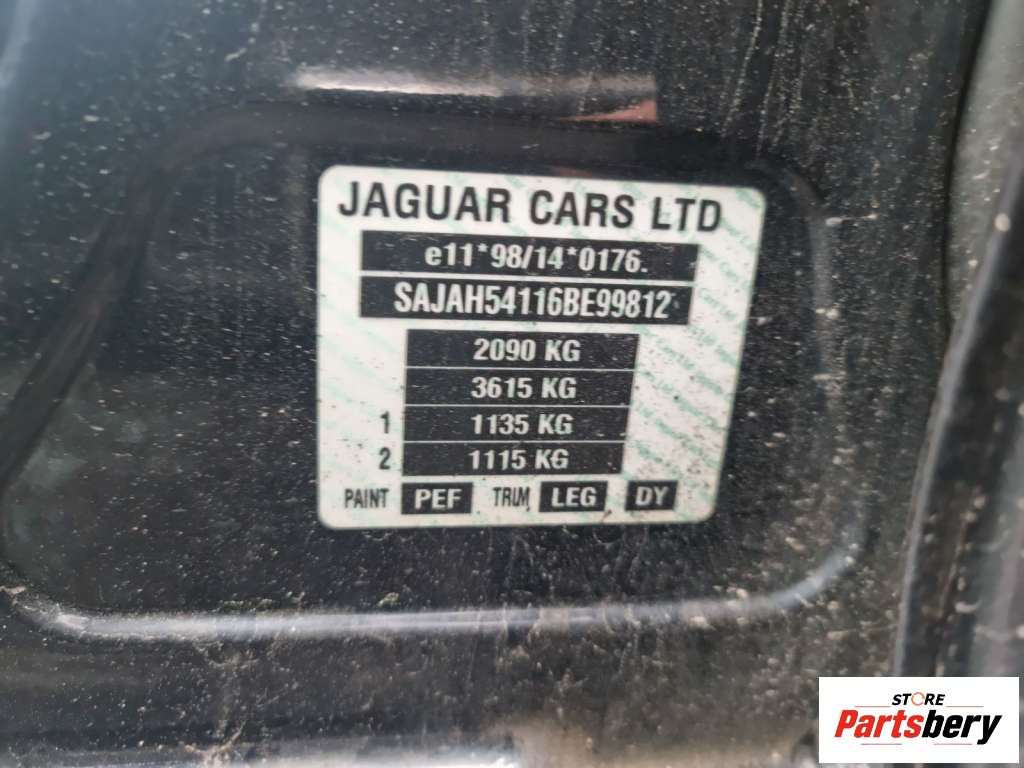 JAGUAR CARS LTD
e11*98/14*0176.
SAJAH54116BE99812
2090 KG
3615 KG
1 1135 KG
2 1115 KG
PAINT PEF TRIM LEG DY
STORE
Partsbery